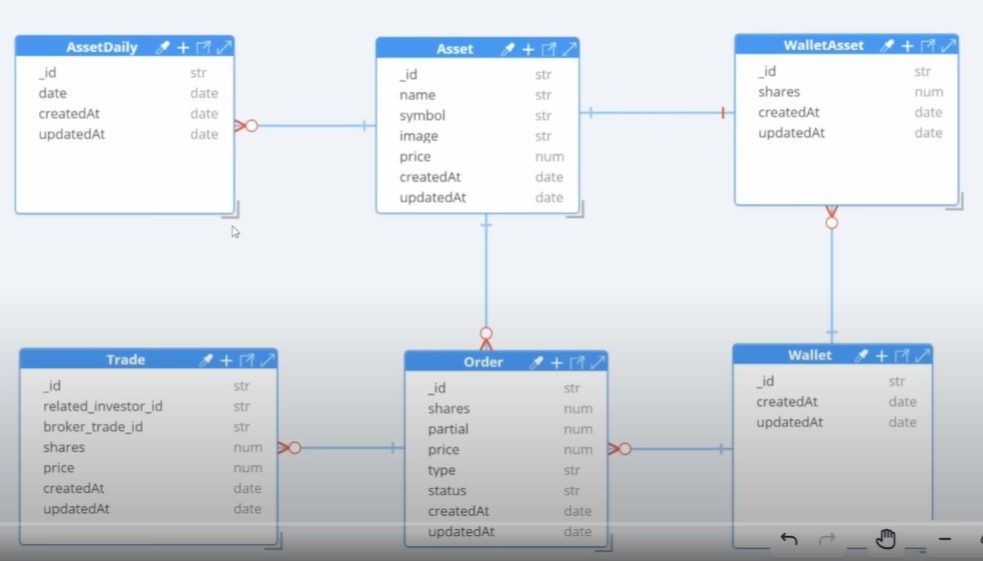 AssetDaily
_id str
date date
createdAt date
updatedAt date
Asset
_id str
name str
symbol str
image str
price num
createdAt date
updatedAt date
WalletAsset
_id str
shares num
createdAt date
updatedAt date
Trade
_id str
related_investor_id str
broker_trade_id str
shares num
price num
createdAt date
updatedAt date
Order
_id str
shares num
partial num
price num
type str
status str
createdAt date
updatedAt date
Wallet
_id str
createdAt date
updatedAt date